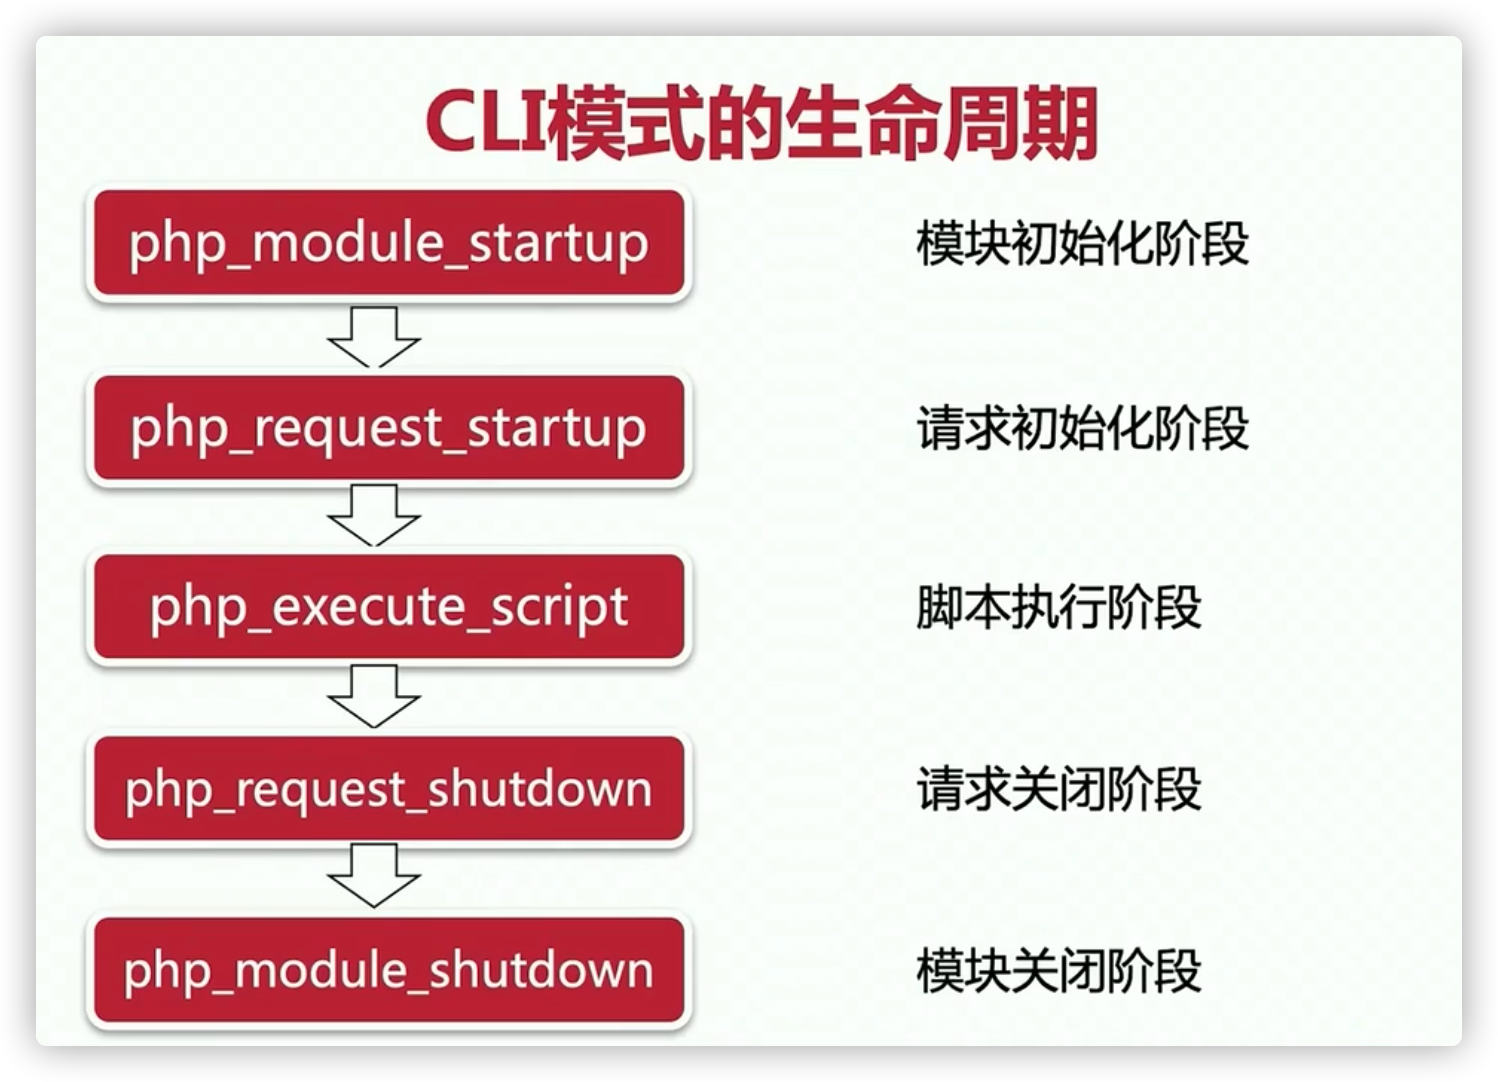 CLI模式的生命周期
php_module_startup
模块初始化阶段
php_request_startup
请求初始化阶段
php_execute_script
脚本执行阶段
php_request_shutdown
请求关闭阶段
php_module_shutdown
模块关闭阶段